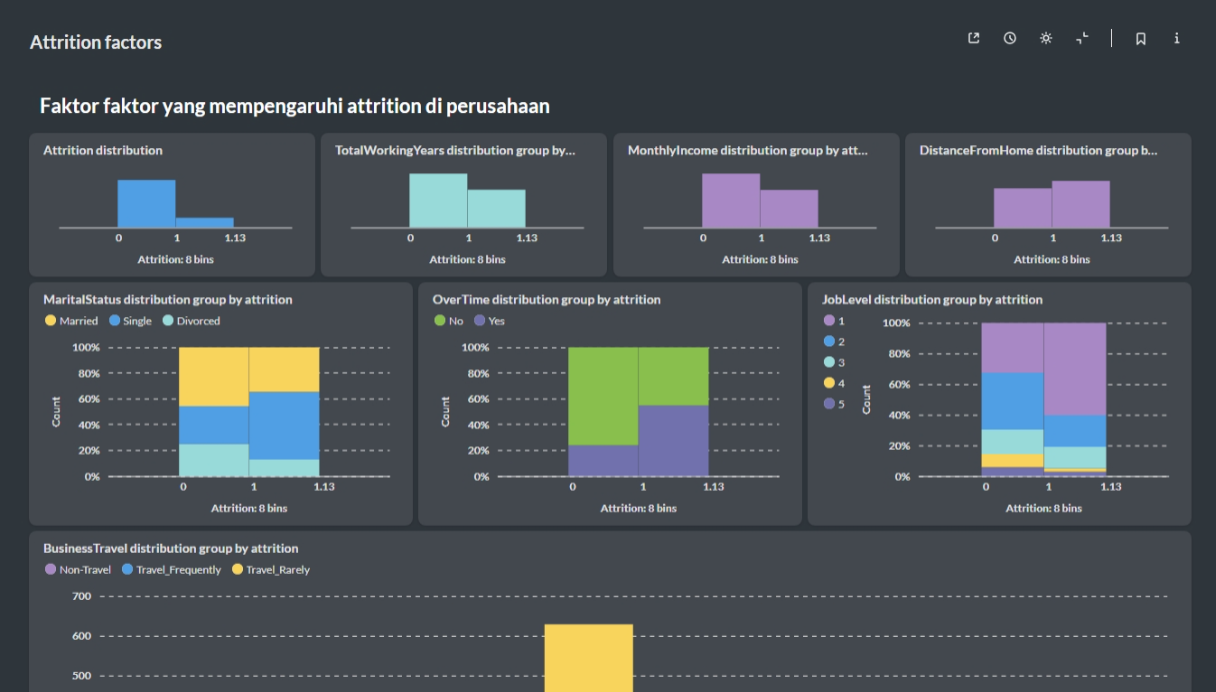 Attrition factors
Faktor faktor yang mempengaruhi attrition di perusahaan
Attrition distribution
0 1 1.13
Attrition: 8 bins
TotalWorkingYears distribution group by...
0 1 1.13
Attrition: 8 bins
MonthlyIncome distribution group by att...
0 1 1.13
Attrition: 8 bins
DistanceFromHome distribution group b...
0 1 1.13
Attrition: 8 bins
MaritalStatus distribution group by attrition
Married Single Divorced
100%
80%
60%
40%
20%
0%
Count
0 1 1.13
Attrition: 8 bins
OverTime distribution group by attrition
No Yes
100%
80%
60%
40%
20%
0%
Count
0 1 1.13
Attrition: 8 bins
JobLevel distribution group by attrition
1
2
3
4
5
100%
80%
60%
40%
20%
0%
Count
0 1 1.13
Attrition: 8 bins
BusinessTravel distribution group by attrition
Non-Travel Travel_Frequently Travel_Rarely
700
600
500